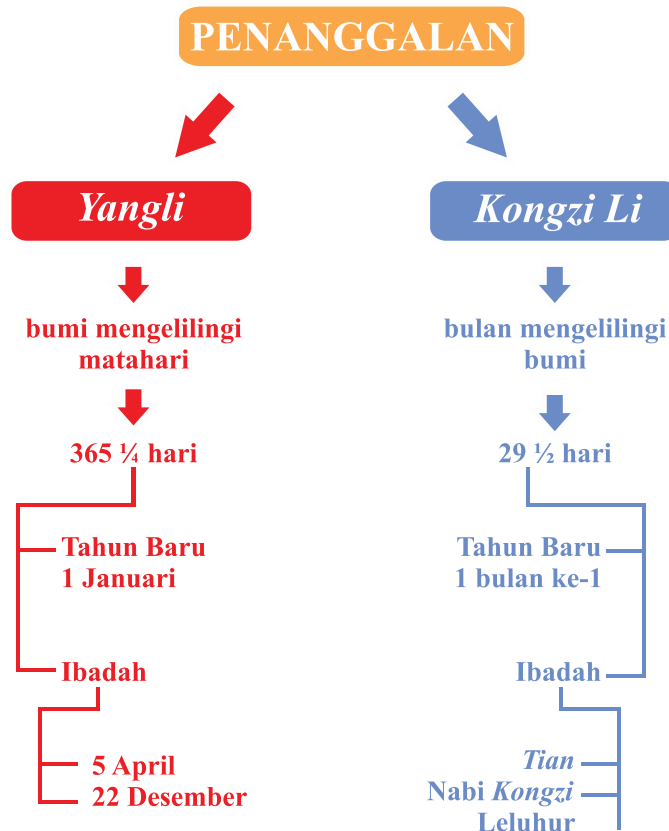 PENANGGALAN
Yangli
bumi mengelilingi
matahari
365 ¼ hari
Tahun Baru
1 Januari
Ibadah
5 April
22 Desember
Kongzi Li
bulan mengelilingi
bumi
29 ½ hari
Tahun Baru
1 bulan ke-1
Ibadah
Tian
Nabi Kongzi
Leluhur